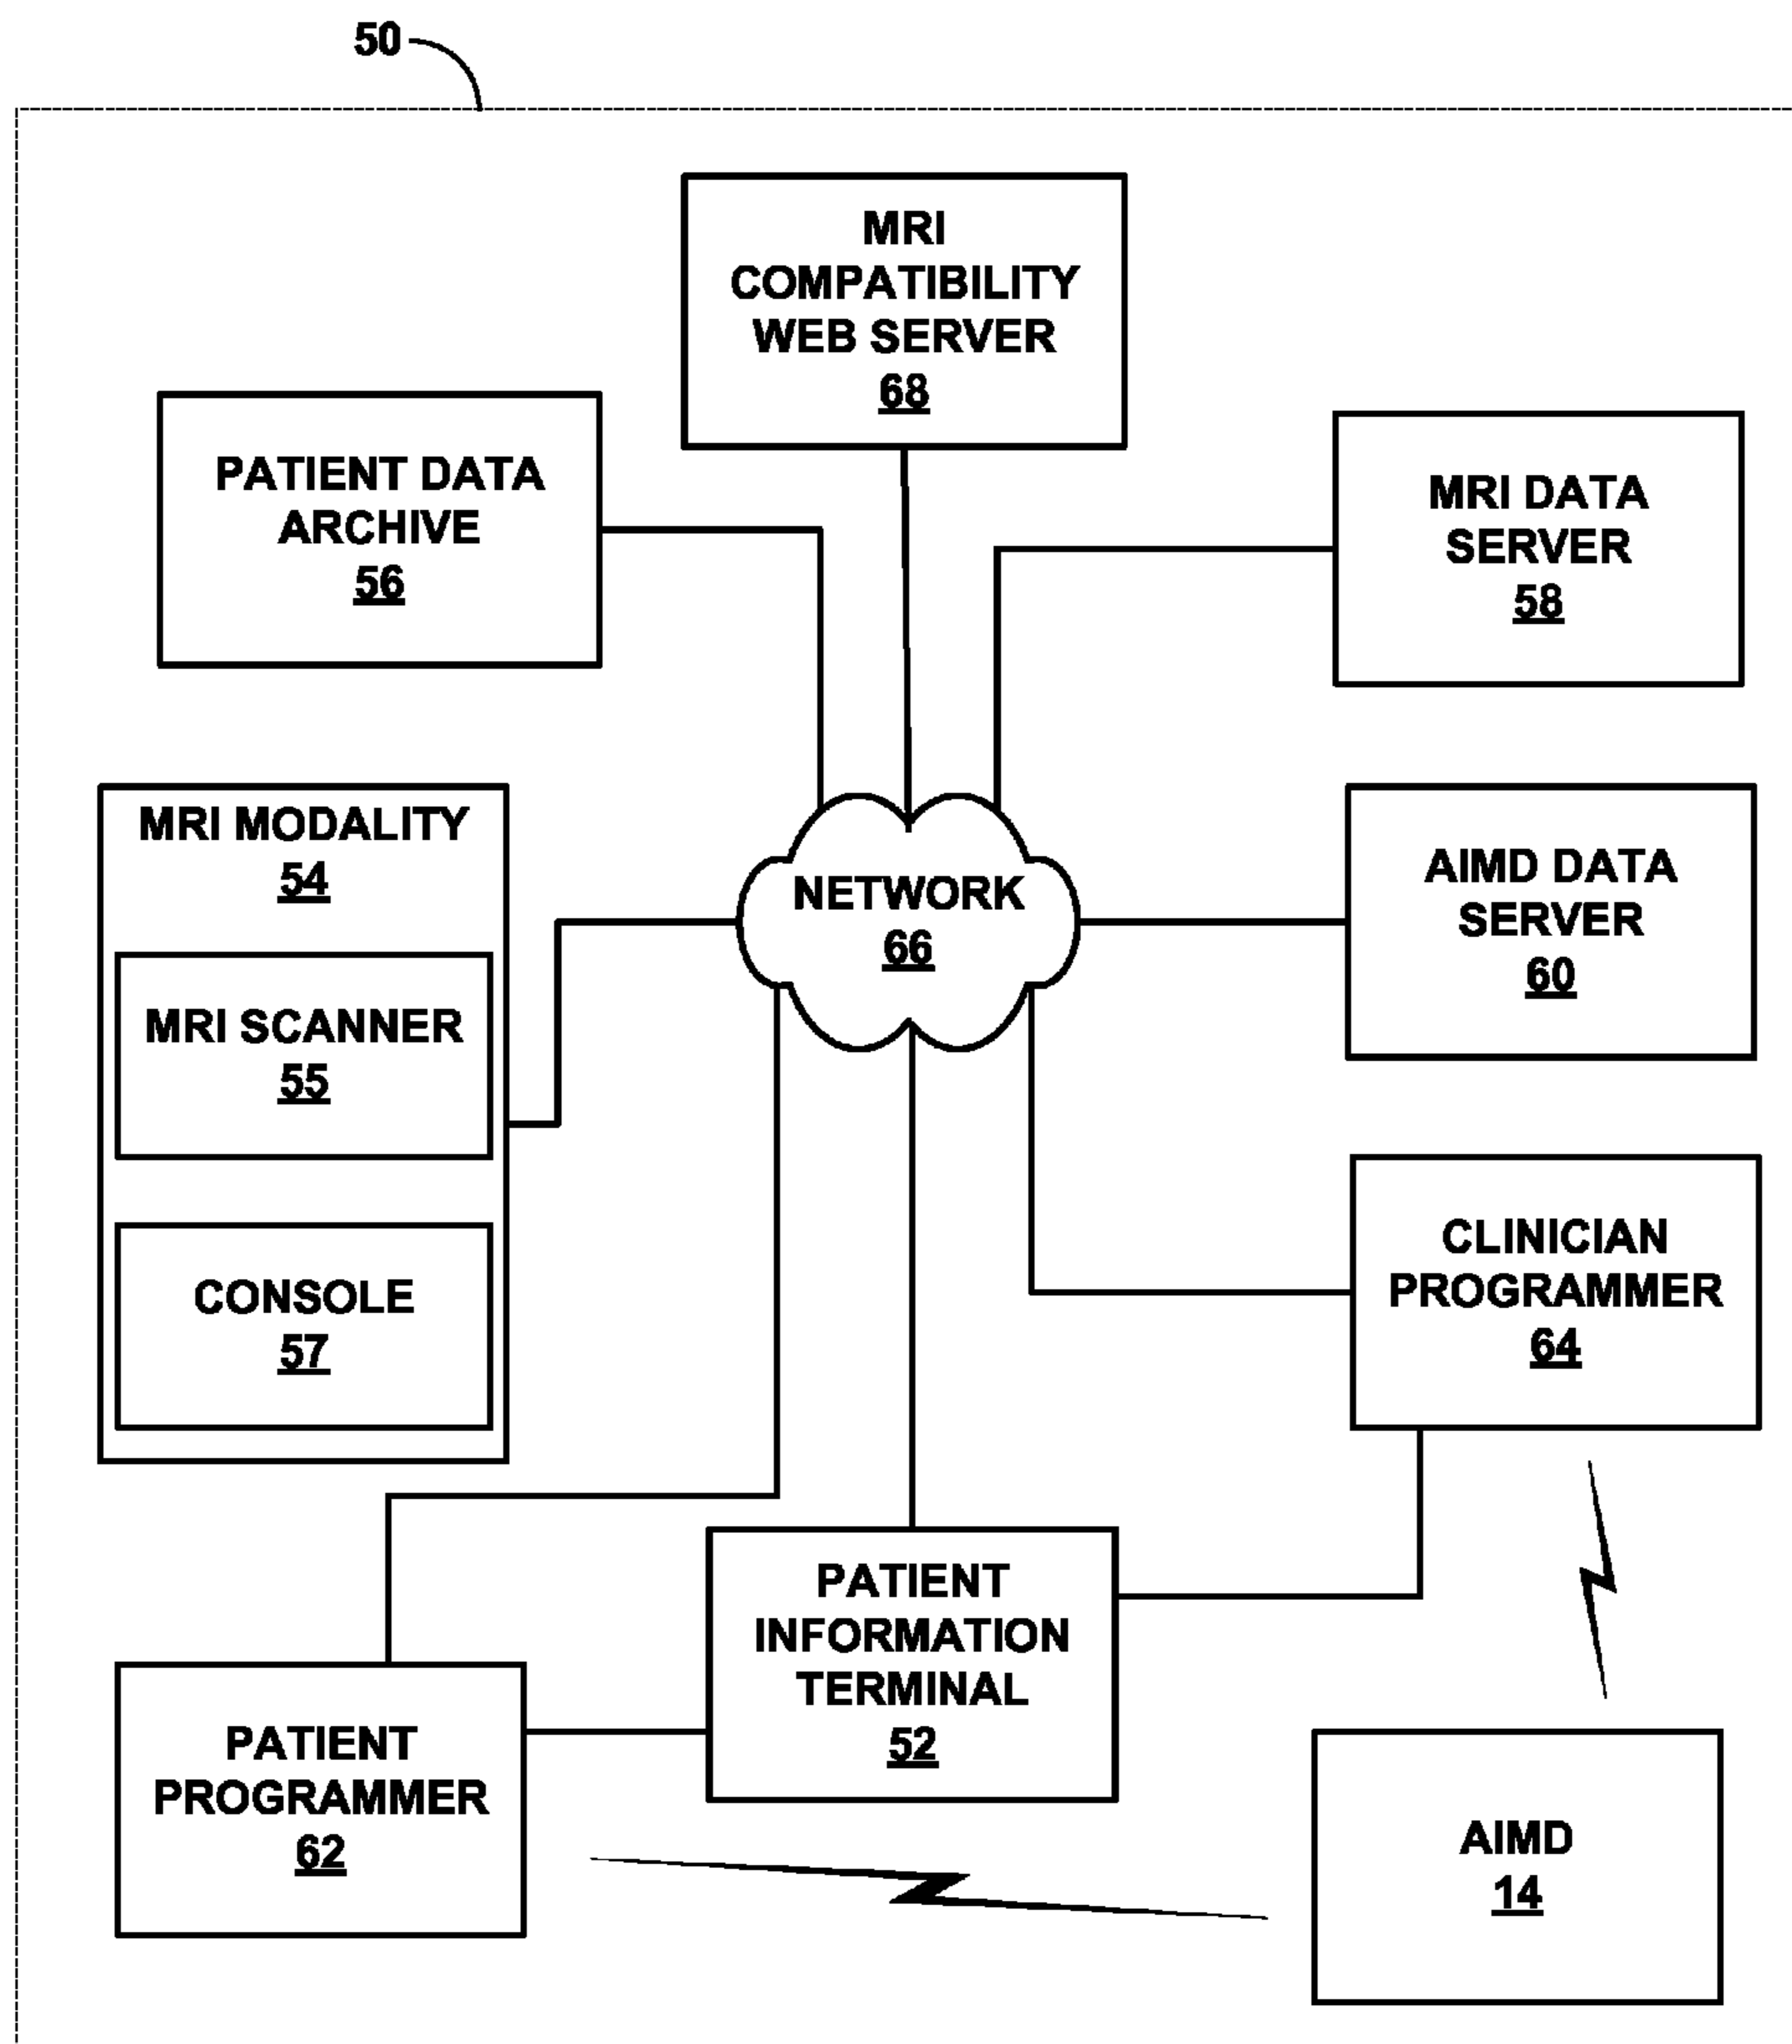 50
MRI
COMPATIBILITY
WEB SERVER
68
PATIENT DATA
ARCHIVE
56
MRI DATA
SERVER
58
MRI MODALITY
54
MRI SCANNER
55
CONSOLE
57
NETWORK
66
AIMD DATA
SERVER
60
CLINICIAN
PROGRAMMER
64
PATIENT
INFORMATION
TERMINAL
52
PATIENT
PROGRAMMER
62
AIMD
14